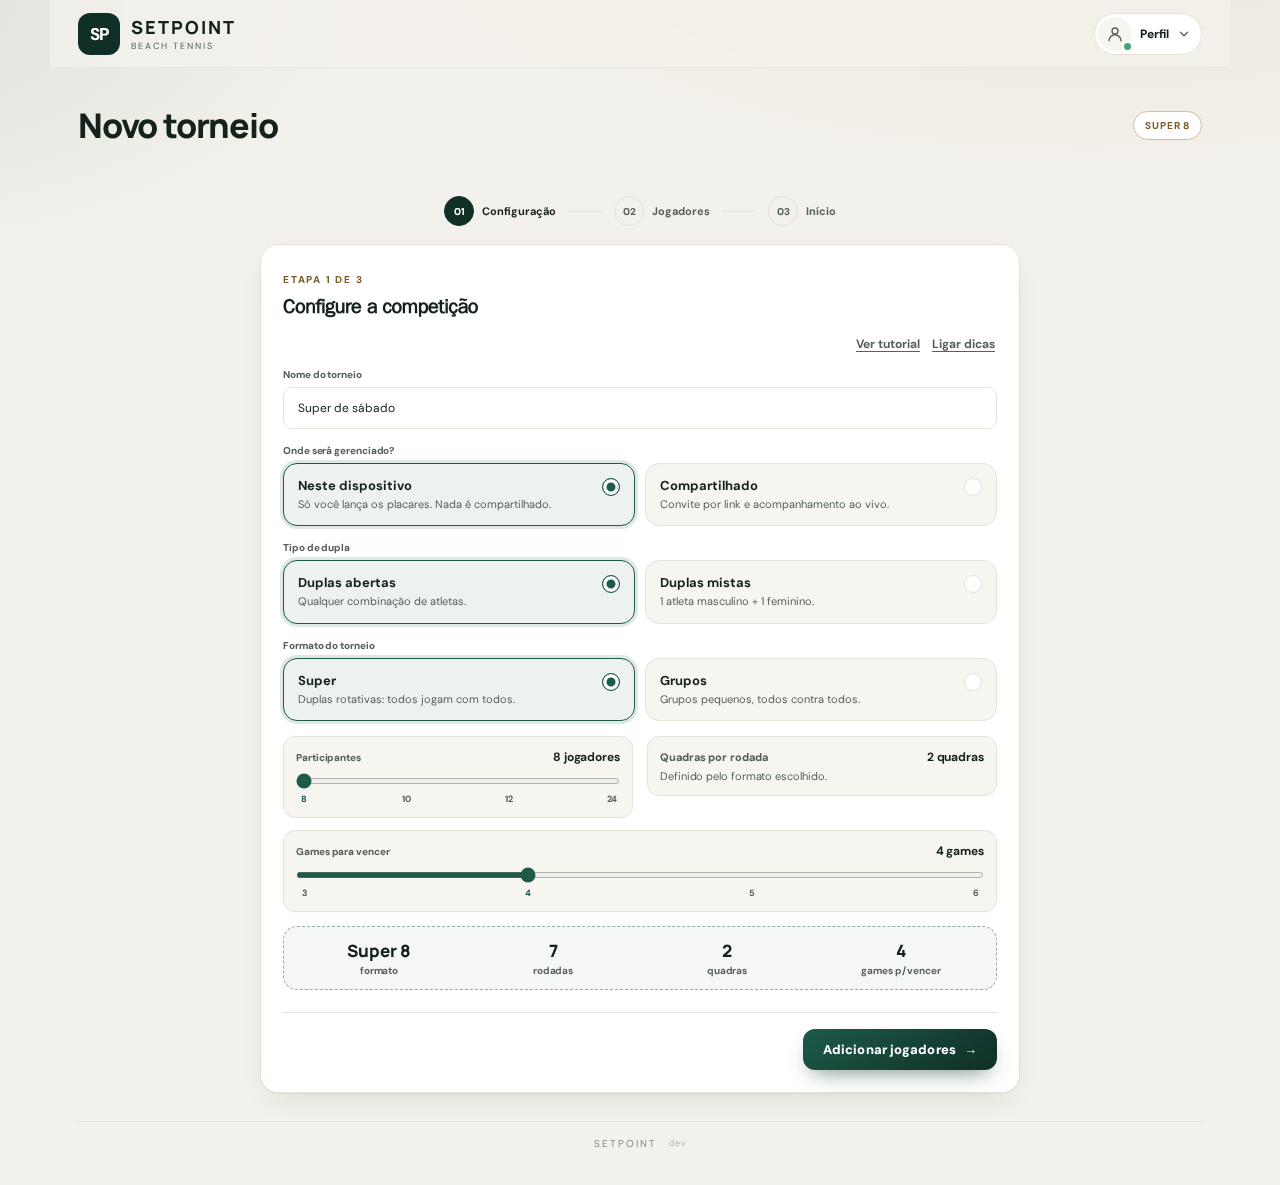 SP
SETPOINT
BEACH TENNIS
Perfil
Novo torneio
SUPER 8
01 Configuração 02 Jogadores 03 Início
ETAPA 1 DE 3
Configure a competição
Ver tutorial Ligar dicas
Nome do torneio
Super de sábado
Onde será gerenciado?
Neste dispositivo
Só você lança os placares. Nada é compartilhado.
Compartilhado
Convite por link e acompanhamento ao vivo.
Tipo de dupla
Duplas abertas
Qualquer combinação de atletas.
Duplas mistas
1 atleta masculino + 1 feminino.
Formato do torneio
Super
Duplas rotativas: todos jogam com todos.
Grupos
Grupos pequenos, todos contra todos.
Participantes 8 jogadores
8 10 12 24
Quadras por rodada 2 quadras
Definido pelo formato escolhido.
Games para vencer 4 games
3 4 5 6
Super 8 7 2 4
formato rodadas quadras games p/ vencer
Adicionar jogadores →
SETPOINT dev